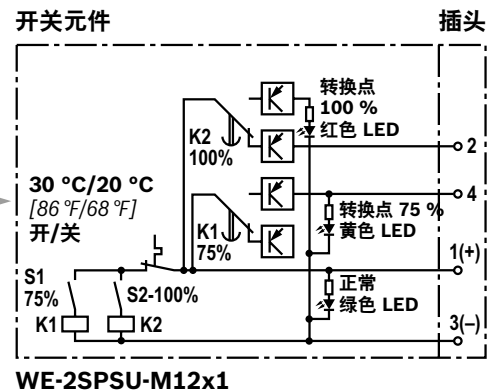 开关元件
插头
转换点
100 %
红色 LED
K2
100%
2
4
30 °C/20 °C
[86 °F/68 °F]
开/关
K1
75%
转换点 75 %
黄色 LED
1(+)
S1
75%
S2-100%
正常
绿色 LED
K1
K2
3(–)
WE-2SPSU-M12x1